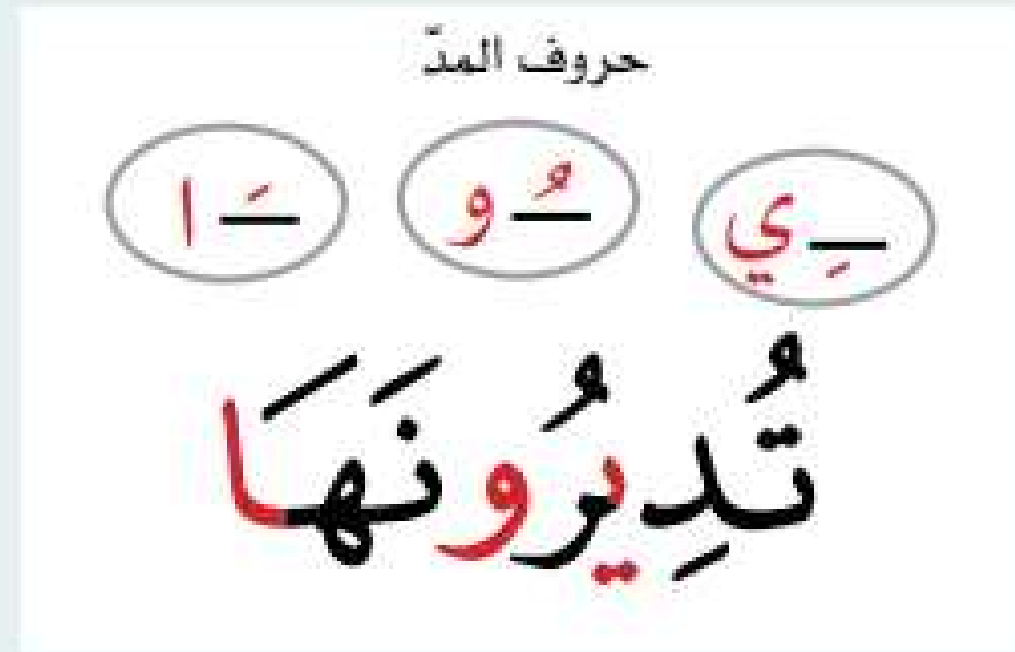 حروف المدّ
ـِ ي ـُ و ـَ ا
تُدِيرُونَهَا